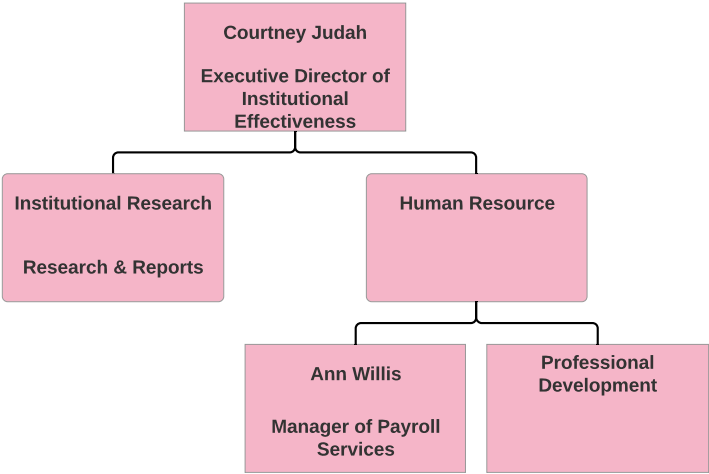 Courtney Judah
Executive Director of
Institutional
Effectiveness
Institutional Research
Research & Reports
Human Resource
Ann Willis
Manager of Payroll
Services
Professional
Development